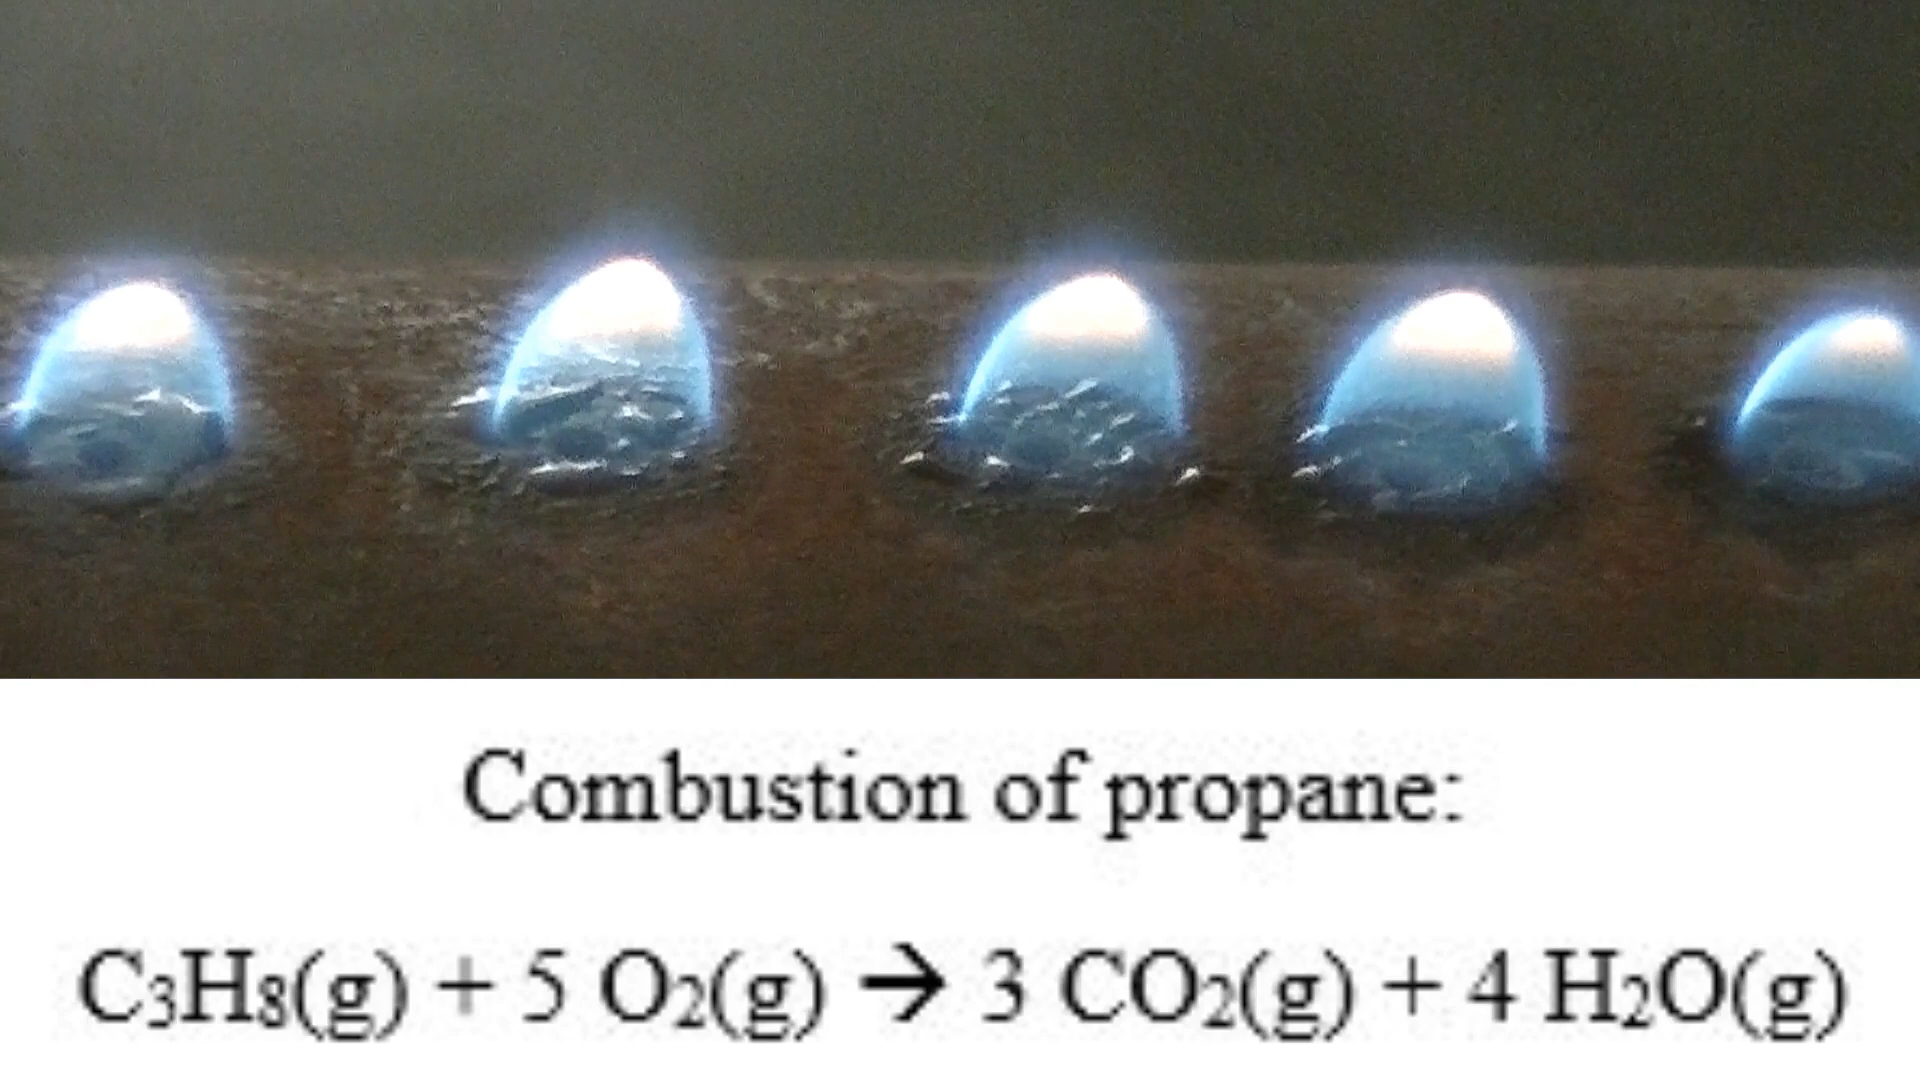 Combustion of propane:
C₃H₈(g) + 5 O₂(g) → 3 CO₂(g) + 4 H₂O(g)